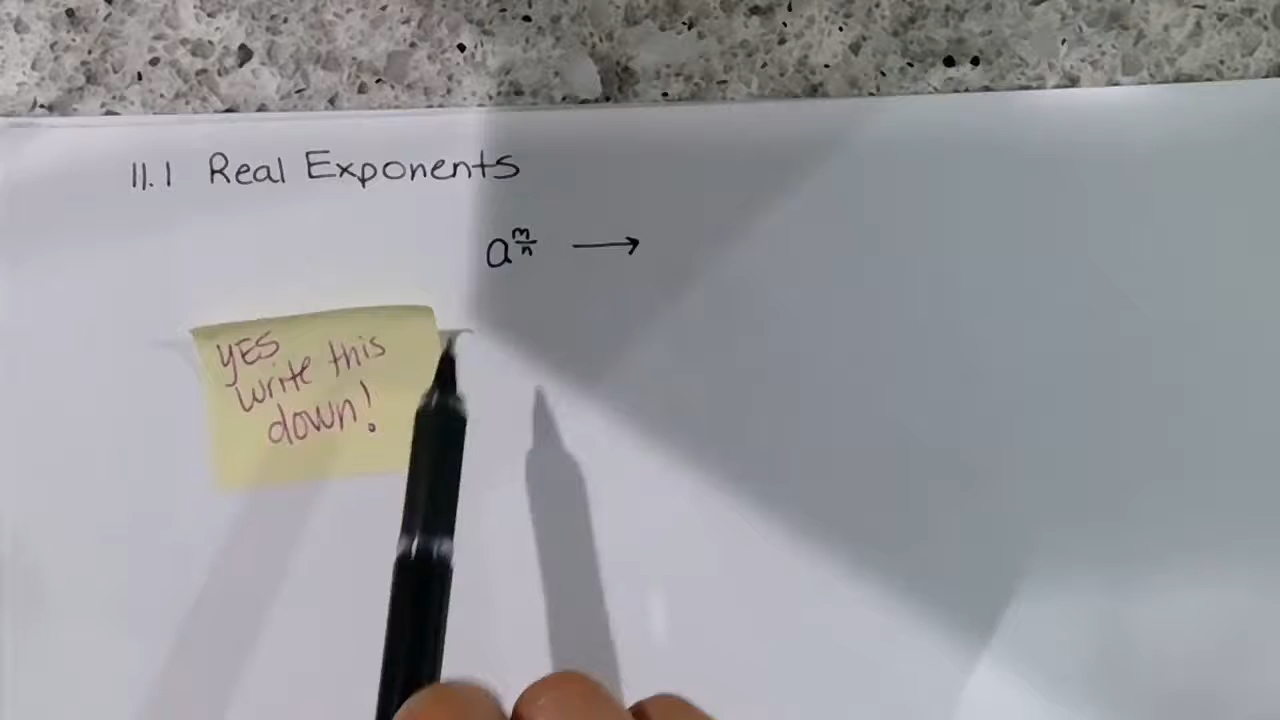 11.1 Real Exponents
a^{m/n} →
YES
Write this
down!